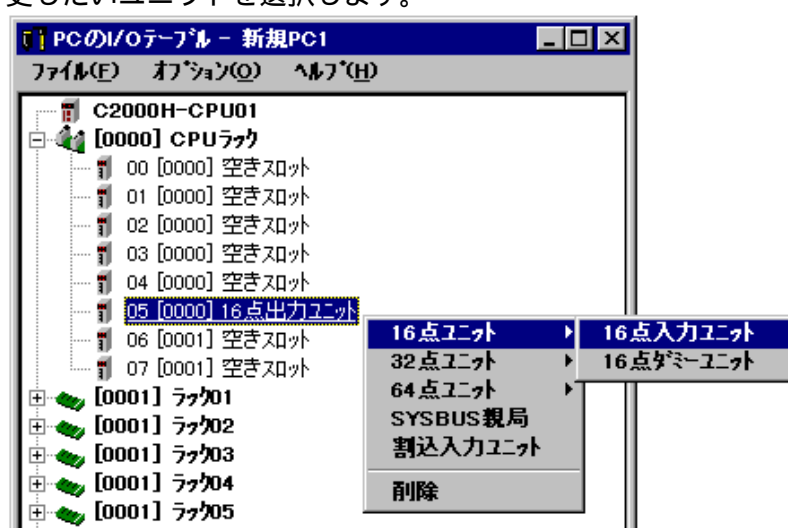 更したいユニットを選択します。
PCのI/Oﾃｰﾌﾞﾙ - 新規PC1
ﾌｧｲﾙ(F) ｵﾌﾟｼｮﾝ(O) ﾍﾙﾌﾟ(H)
C2000H-CPU01
[0000] CPUﾗｯｸ
00 [0000] 空きｽﾛｯﾄ
01 [0000] 空きｽﾛｯﾄ
02 [0000] 空きｽﾛｯﾄ
03 [0000] 空きｽﾛｯﾄ
04 [0000] 空きｽﾛｯﾄ
05 [0000] 16点出力ﾕﾆｯﾄ
06 [0001] 空きｽﾛｯﾄ
07 [0001] 空きｽﾛｯﾄ
[0001] ﾗｯｸ01
[0001] ﾗｯｸ02
[0001] ﾗｯｸ03
[0001] ﾗｯｸ04
[0001] ﾗｯｸ05
16点ﾕﾆｯﾄ
32点ﾕﾆｯﾄ
64点ﾕﾆｯﾄ
SYSBUS親局
割込入力ﾕﾆｯﾄ
削除
16点入力ﾕﾆｯﾄ
16点ﾀﾞﾐｰﾕﾆｯﾄ